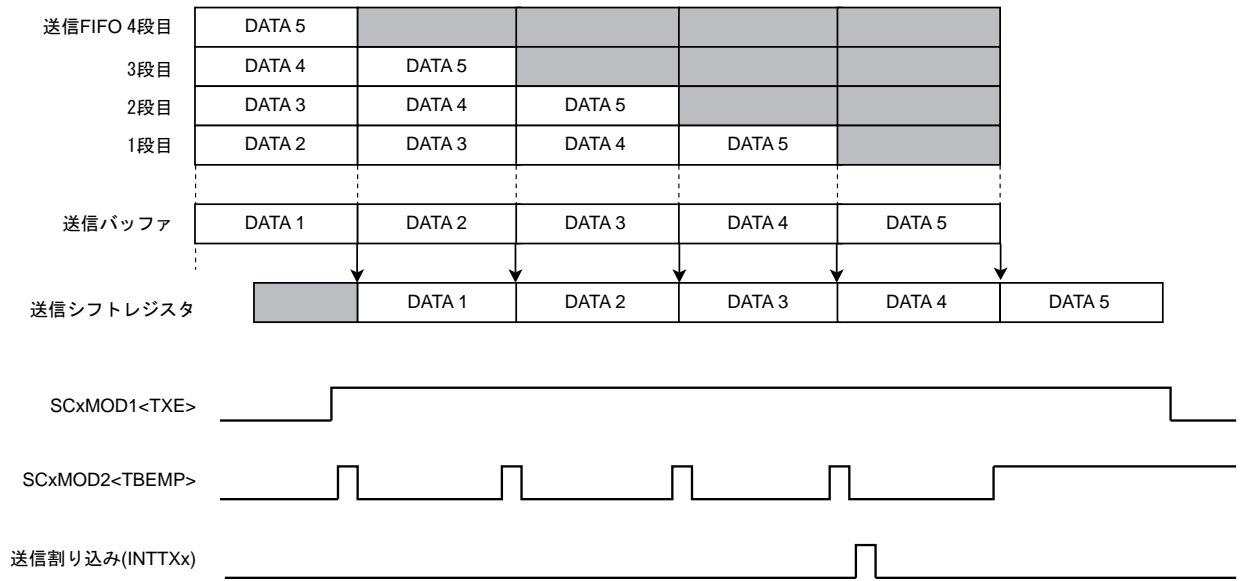 送信FIFO 4段目 DATA 5
3段目 DATA 4 DATA 5
2段目 DATA 3 DATA 4 DATA 5
1段目 DATA 2 DATA 3 DATA 4 DATA 5
送信バッファ DATA 1 DATA 2 DATA 3 DATA 4 DATA 5
送信シフトレジスタ DATA 1 DATA 2 DATA 3 DATA 4 DATA 5
SCxMOD1<TXE>
SCxMOD2<TBEMP>
送信割り込み(INTTXx)